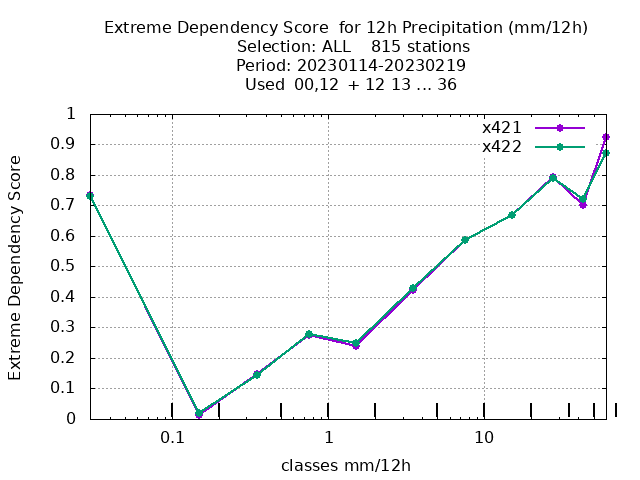 Extreme Dependency Score  for 12h Precipitation (mm/12h)
Selection: ALL    815 stations
Period: 20230114-20230219
Used  00,12  + 12 13 ... 36
x421
x422
1
0.9
0.8
0.7
0.6
0.5
0.4
0.3
0.2
0.1
0
Extreme Dependency Score
0.1
1
10
classes mm/12h